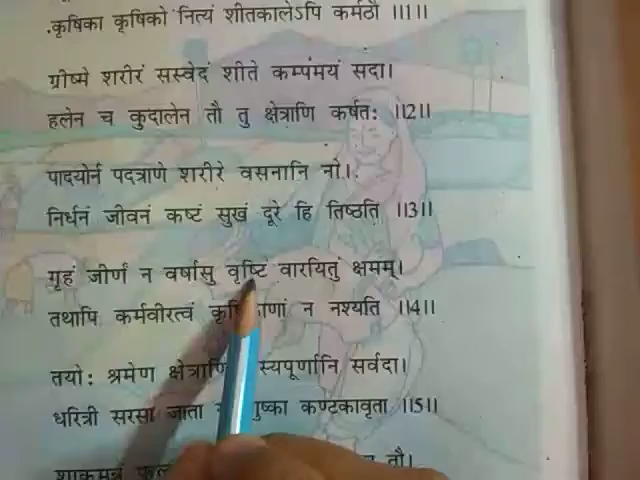 कृषिका कृषिको नित्यं शीतकालेऽपि कर्मठौ ।।1।।
ग्रीष्मे शरीरं सस्वेदं शीते कम्पमयं सदा।
हलेन च कुदालेन तौ तु क्षेत्राणि कर्षतः ।।2।।
पादयोर्न पदत्राणे शरीरे वसनानि नो।
निर्धनं जीवनं कष्टं सुखं दूरे हि तिष्ठति ।।3।।
गृहं जीर्णं न वर्षासु वृष्टिं वारयितुं क्षमम्।
तथापि कर्मवीरत्वं न नश्यति ।।4।।
तयोः श्रमेण सर्वदा।
धरित्री सरसा जाता कण्टकावृता ।।5।।
तौ।